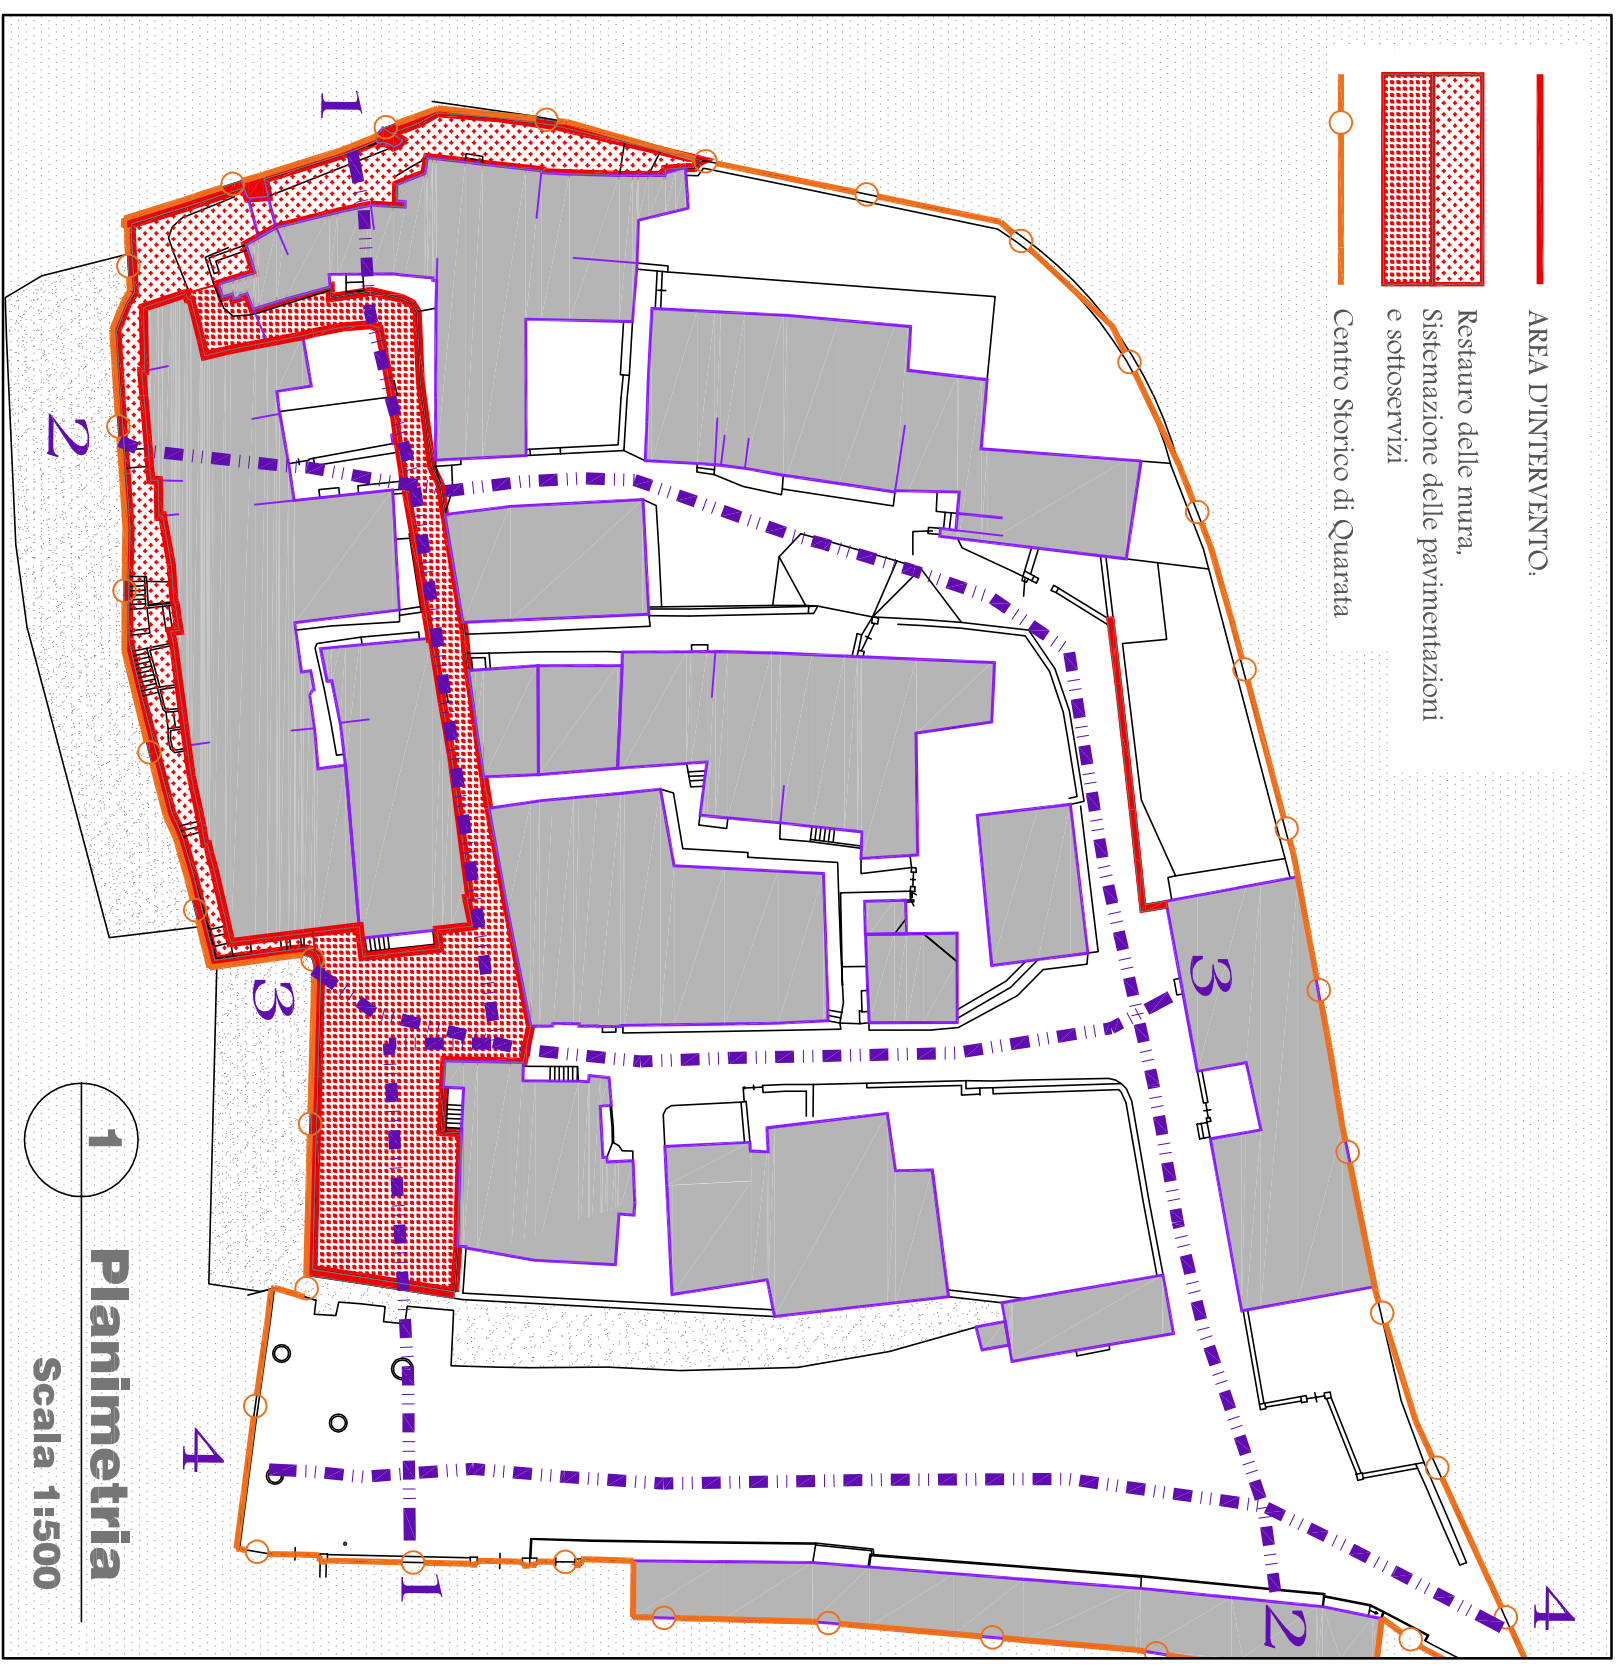 AREA D'INTERVENTO:
Restauro delle mura,
Sistemazione delle pavimentazioni
e sottoservizi
Centro Storico di Quarata
1
2
3
4
3
1
2
4
1
Planimetria
Scala 1:500